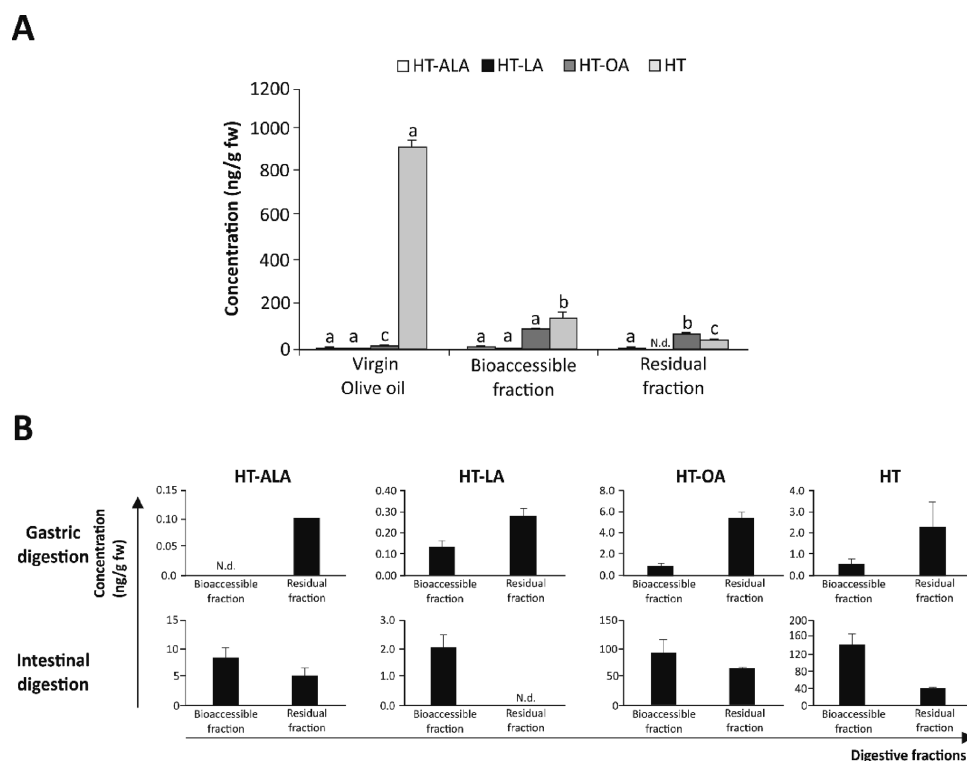 A
HT-ALA HT-LA HT-OA HT
Concentration (ng/g fw)
1200
1000
800
600
400
200
0
a a c a
a a a b
a N.d. b c
Virgin Olive oil
Bioaccessible fraction
Residual fraction
B
HT-ALA HT-LA HT-OA HT
Gastric digestion
Concentration (ng/g fw)
0.15
0.10
0.05
0.0
N.d.
Bioaccessible fraction
Residual fraction
0.40
0.30
0.20
0.10
0.00
Bioaccessible fraction
Residual fraction
8.0
6.0
4.0
2.0
0.0
Bioaccessible fraction
Residual fraction
4.0
3.0
2.0
1.0
0.0
Bioaccessible fraction
Residual fraction
Intestinal digestion
15
10
5
0
Bioaccessible fraction
Residual fraction
3.0
2.0
1.0
0.0
N.d.
Bioaccessible fraction
Residual fraction
150
100
50
0
Bioaccessible fraction
Residual fraction
200
160
120
80
40
0
Bioaccessible fraction
Residual fraction
Digestive fractions